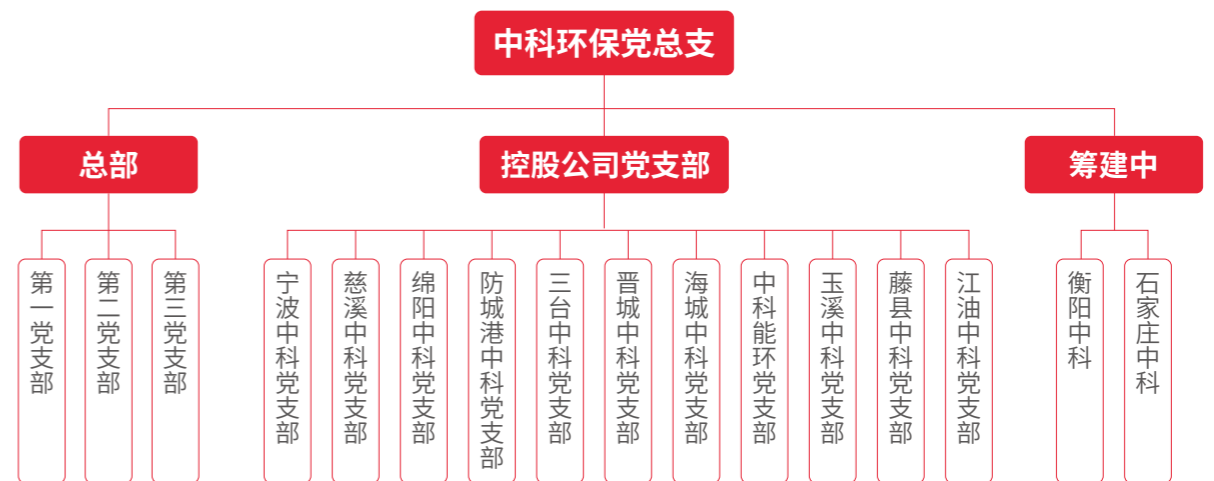 中科环保党总支
总部
控股公司党支部
筹建中
第一党支部
第二党支部
第三党支部
宁波中科党支部
慈溪中科党支部
绵阳中科党支部
防城港中科党支部
三台中科党支部
晋城中科党支部
海城中科党支部
中科能环党支部
玉溪中科党支部
藤县中科党支部
江油中科党支部
衡阳中科
石家庄中科